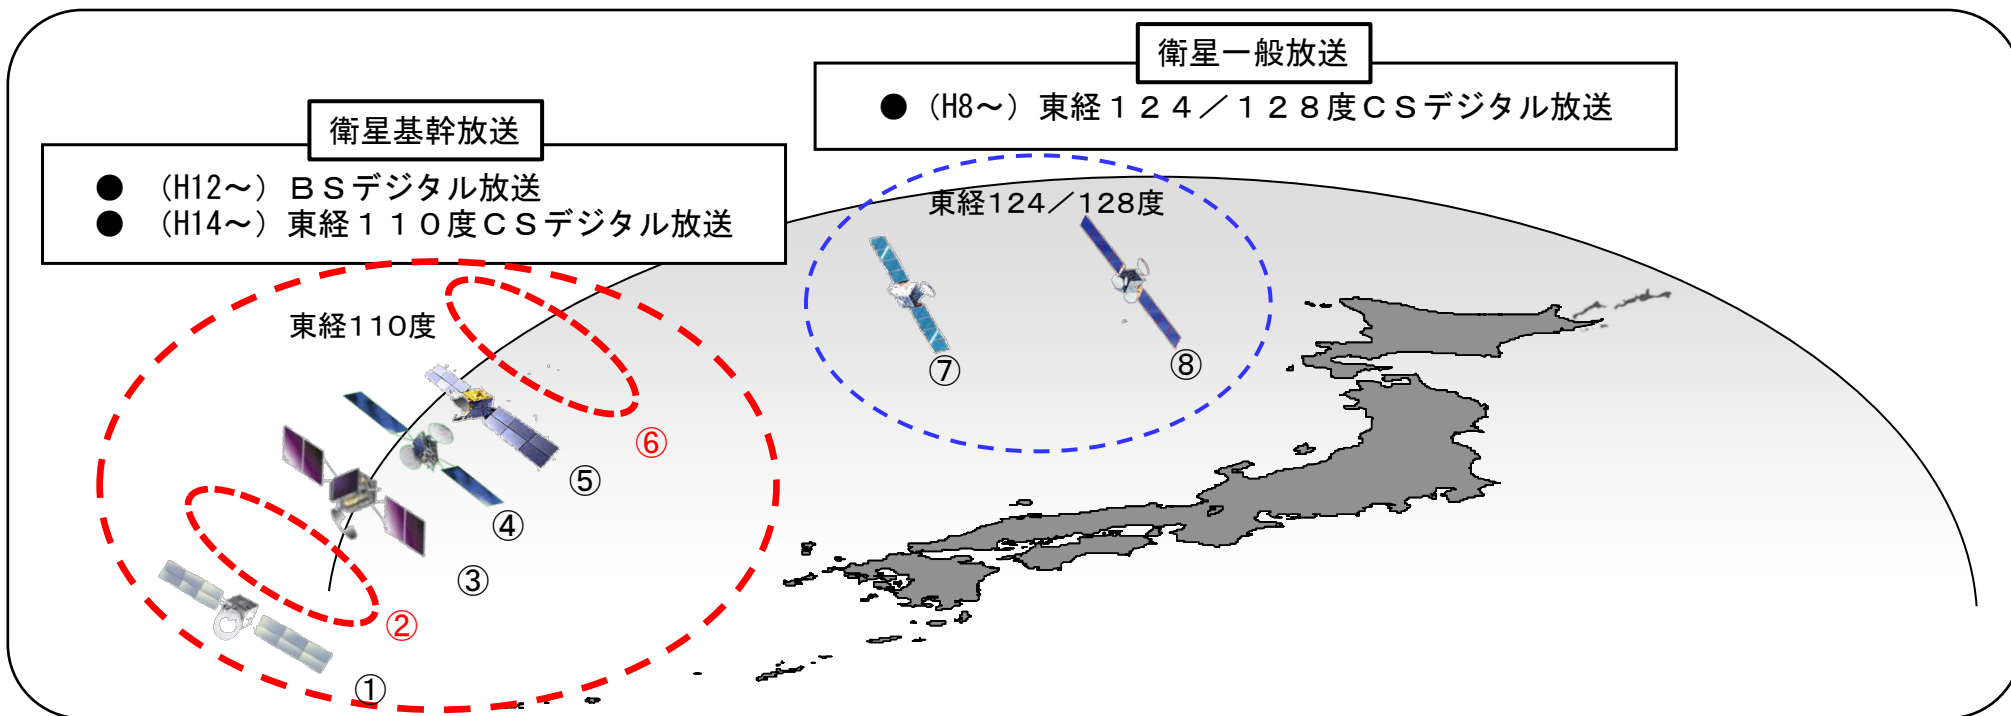 衛星一般放送
●（H8～）東経１２４／１２８度ＣＳデジタル放送
衛星基幹放送
●（H12～）ＢＳデジタル放送
●（H14～）東経１１０度ＣＳデジタル放送
東経124／128度
東経110度
⑦
⑧
⑥
⑤
④
③
②
①